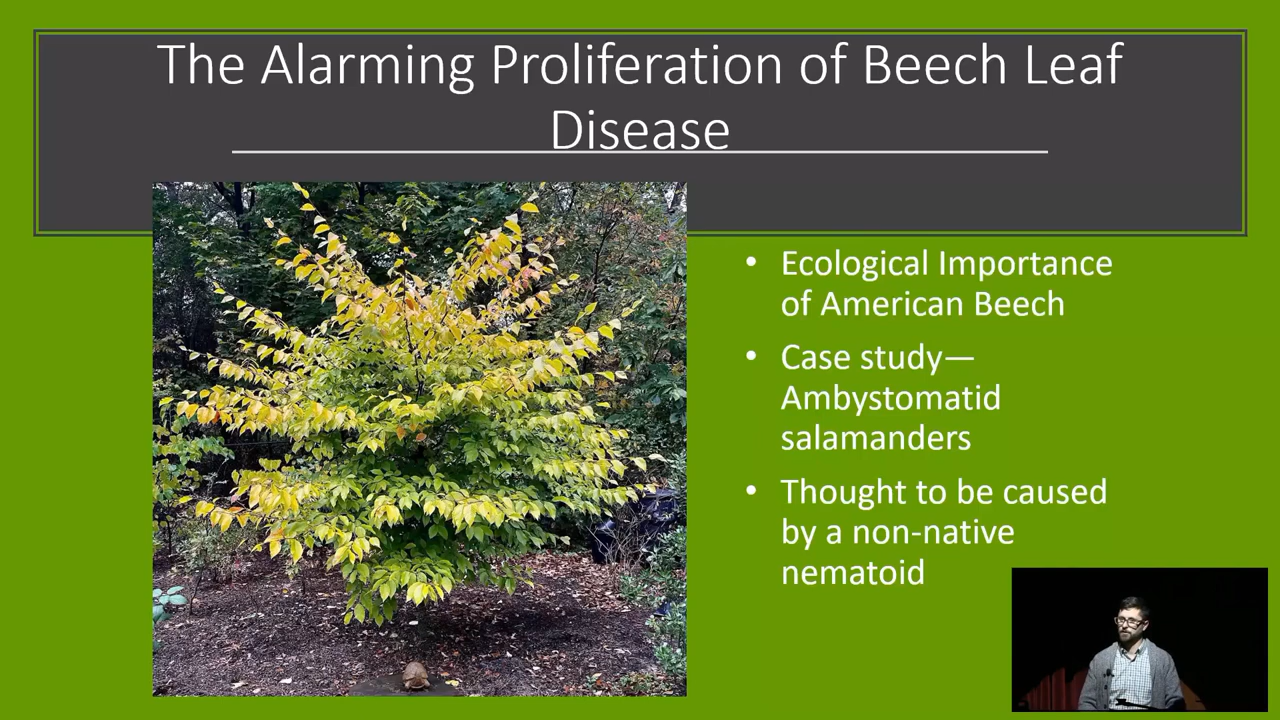 The Alarming Proliferation of Beech Leaf
Disease
• Ecological Importance
of American Beech
• Case study—
Ambystomatid
salamanders
• Thought to be caused
by a non-native
nematoid